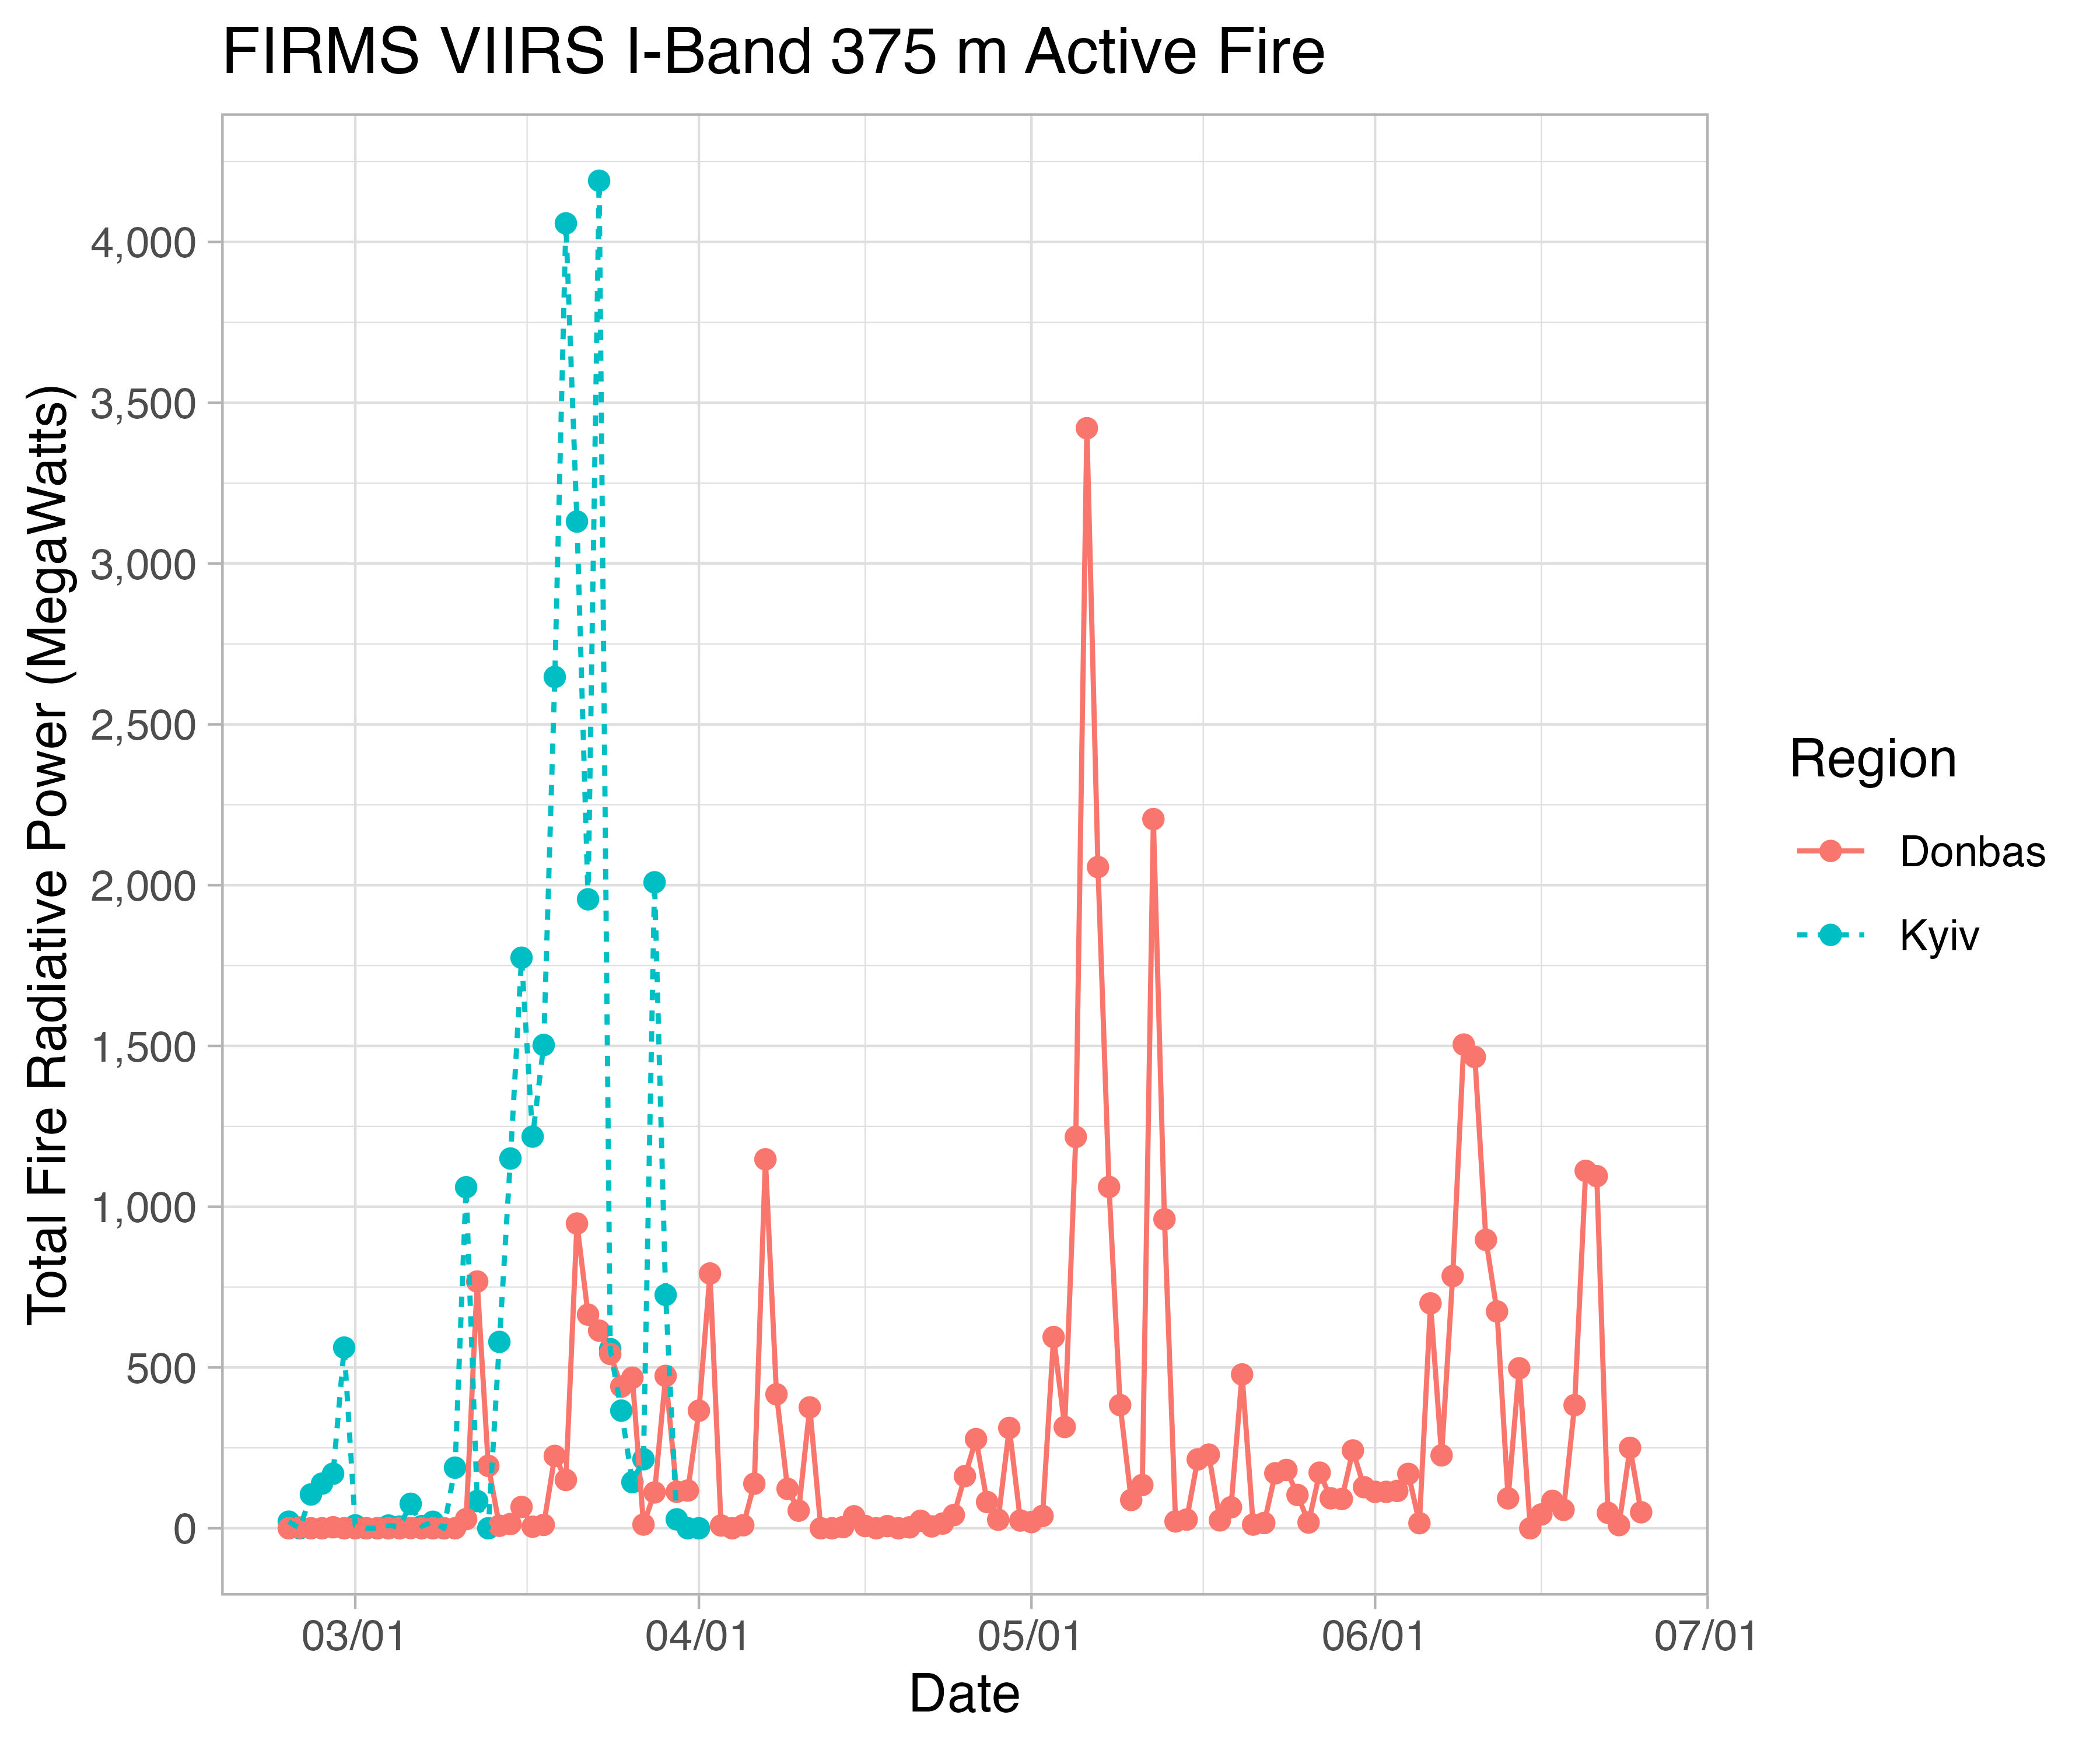 FIRMS VIIRS I-Band 375 m Active Fire
Total Fire Radiative Power (MegaWatts)
4,000
3,500
3,000
2,500
2,000
1,500
1,000
500
0
03/01
04/01
05/01
06/01
07/01
Date
Region
Donbas
Kyiv